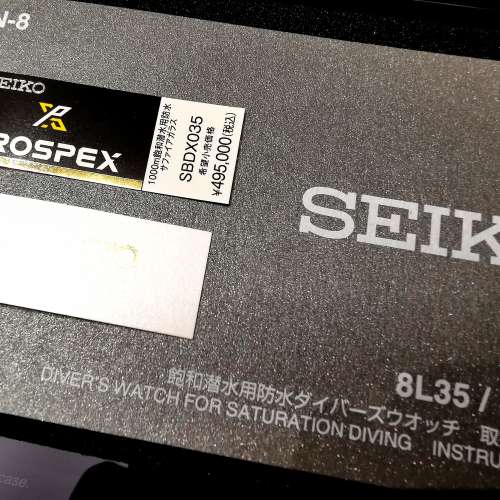 N-8
SEIKO
ROSPEX
1000m飽和潜水用防水
サファイアガラス
SBDX035
希望小売価格
¥495,000(税込)
SEIK
8L35 /
飽和潜水用防水ダイバーズウオッチ 取
DIVER'S WATCH FOR SATURATION DIVING INSTRU
case.